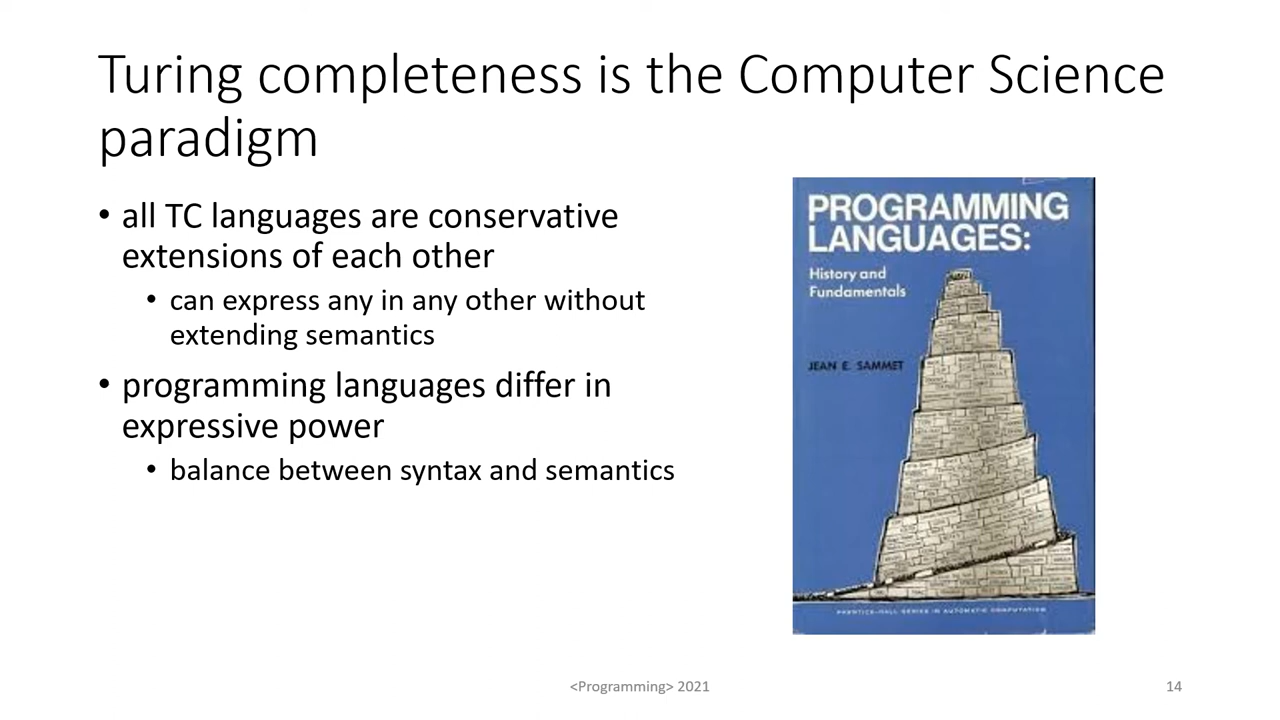 Turing completeness is the Computer Science
paradigm
• all TC languages are conservative
extensions of each other
• can express any in any other without
extending semantics
• programming languages differ in
expressive power
• balance between syntax and semantics
PROGRAMMING
LANGUAGES:
History and
Fundamentals
JEAN E. SAMMET
PRENTICE-HALL SERIES IN AUTOMATIC COMPUTATION
<Programming> 2021
14